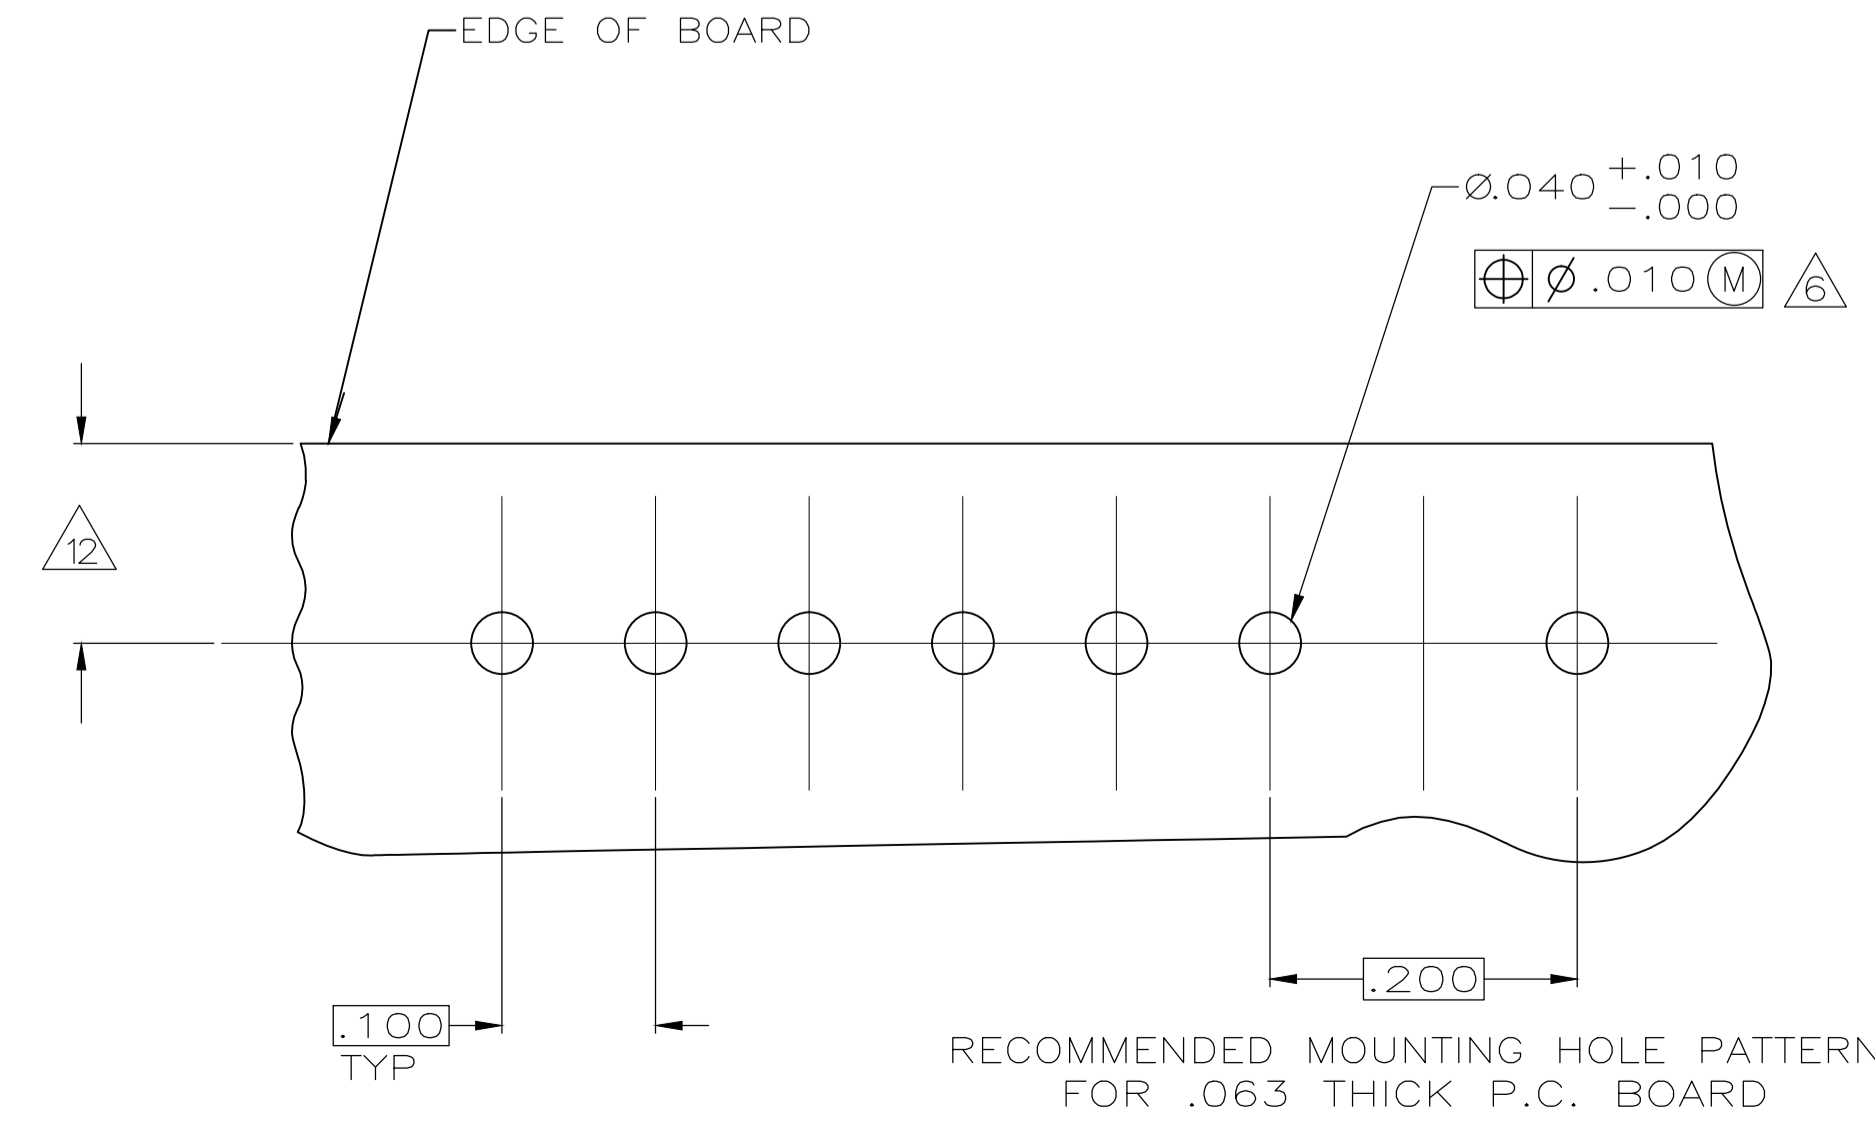 EDGE OF BOARD
Ø.040 +.010
-.000
⌖ Ø .010 Ⓜ 6
12
.200
.100
TYP
RECOMMENDED MOUNTING HOLE PATTERN
FOR .063 THICK P.C. BOARD